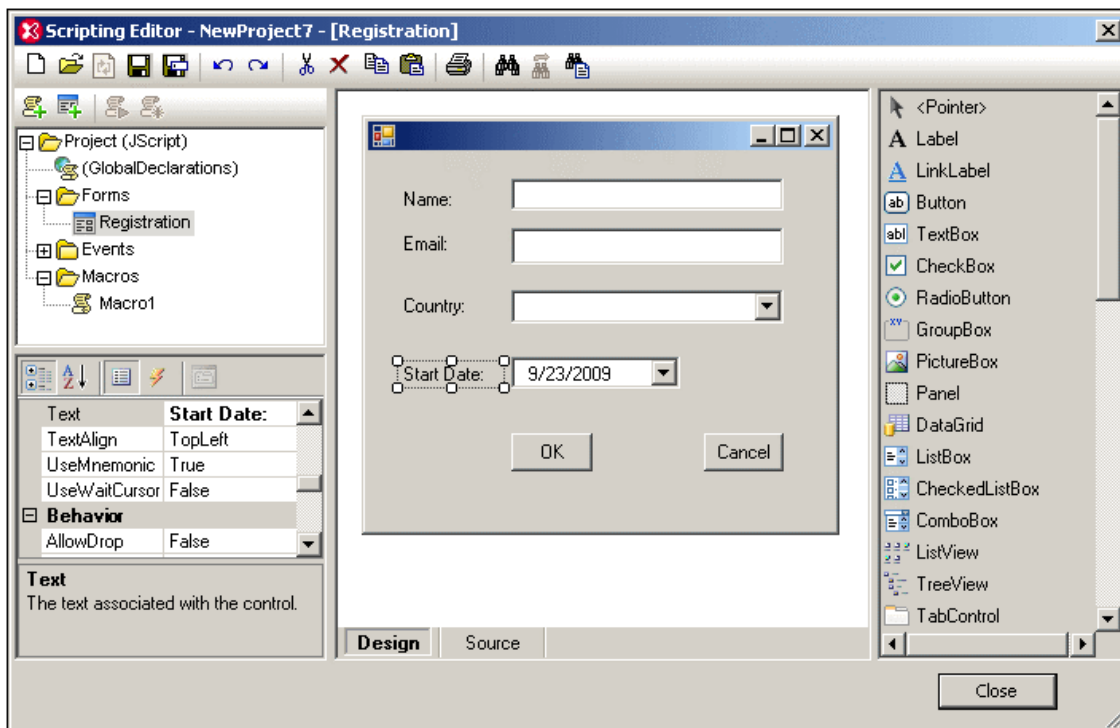 Scripting Editor - NewProject7 - [Registration]
Project (JScript)
(GlobalDeclarations)
Forms
Registration
Events
Macros
Macro1
A Z
Text Start Date:
TextAlign TopLeft
UseMnemonic True
UseWaitCursor False
Behavior
AllowDrop False
Text
The text associated with the control.
Name:
Email:
Country:
Start Date: 9/23/2009
OK Cancel
Design Source
<Pointer>
A Label
A LinkLabel
ab Button
abl TextBox
CheckBox
RadioButton
XY GroupBox
PictureBox
Panel
DataGrid
ListBox
CheckedListBox
ComboBox
ListView
TreeView
TabControl
Close